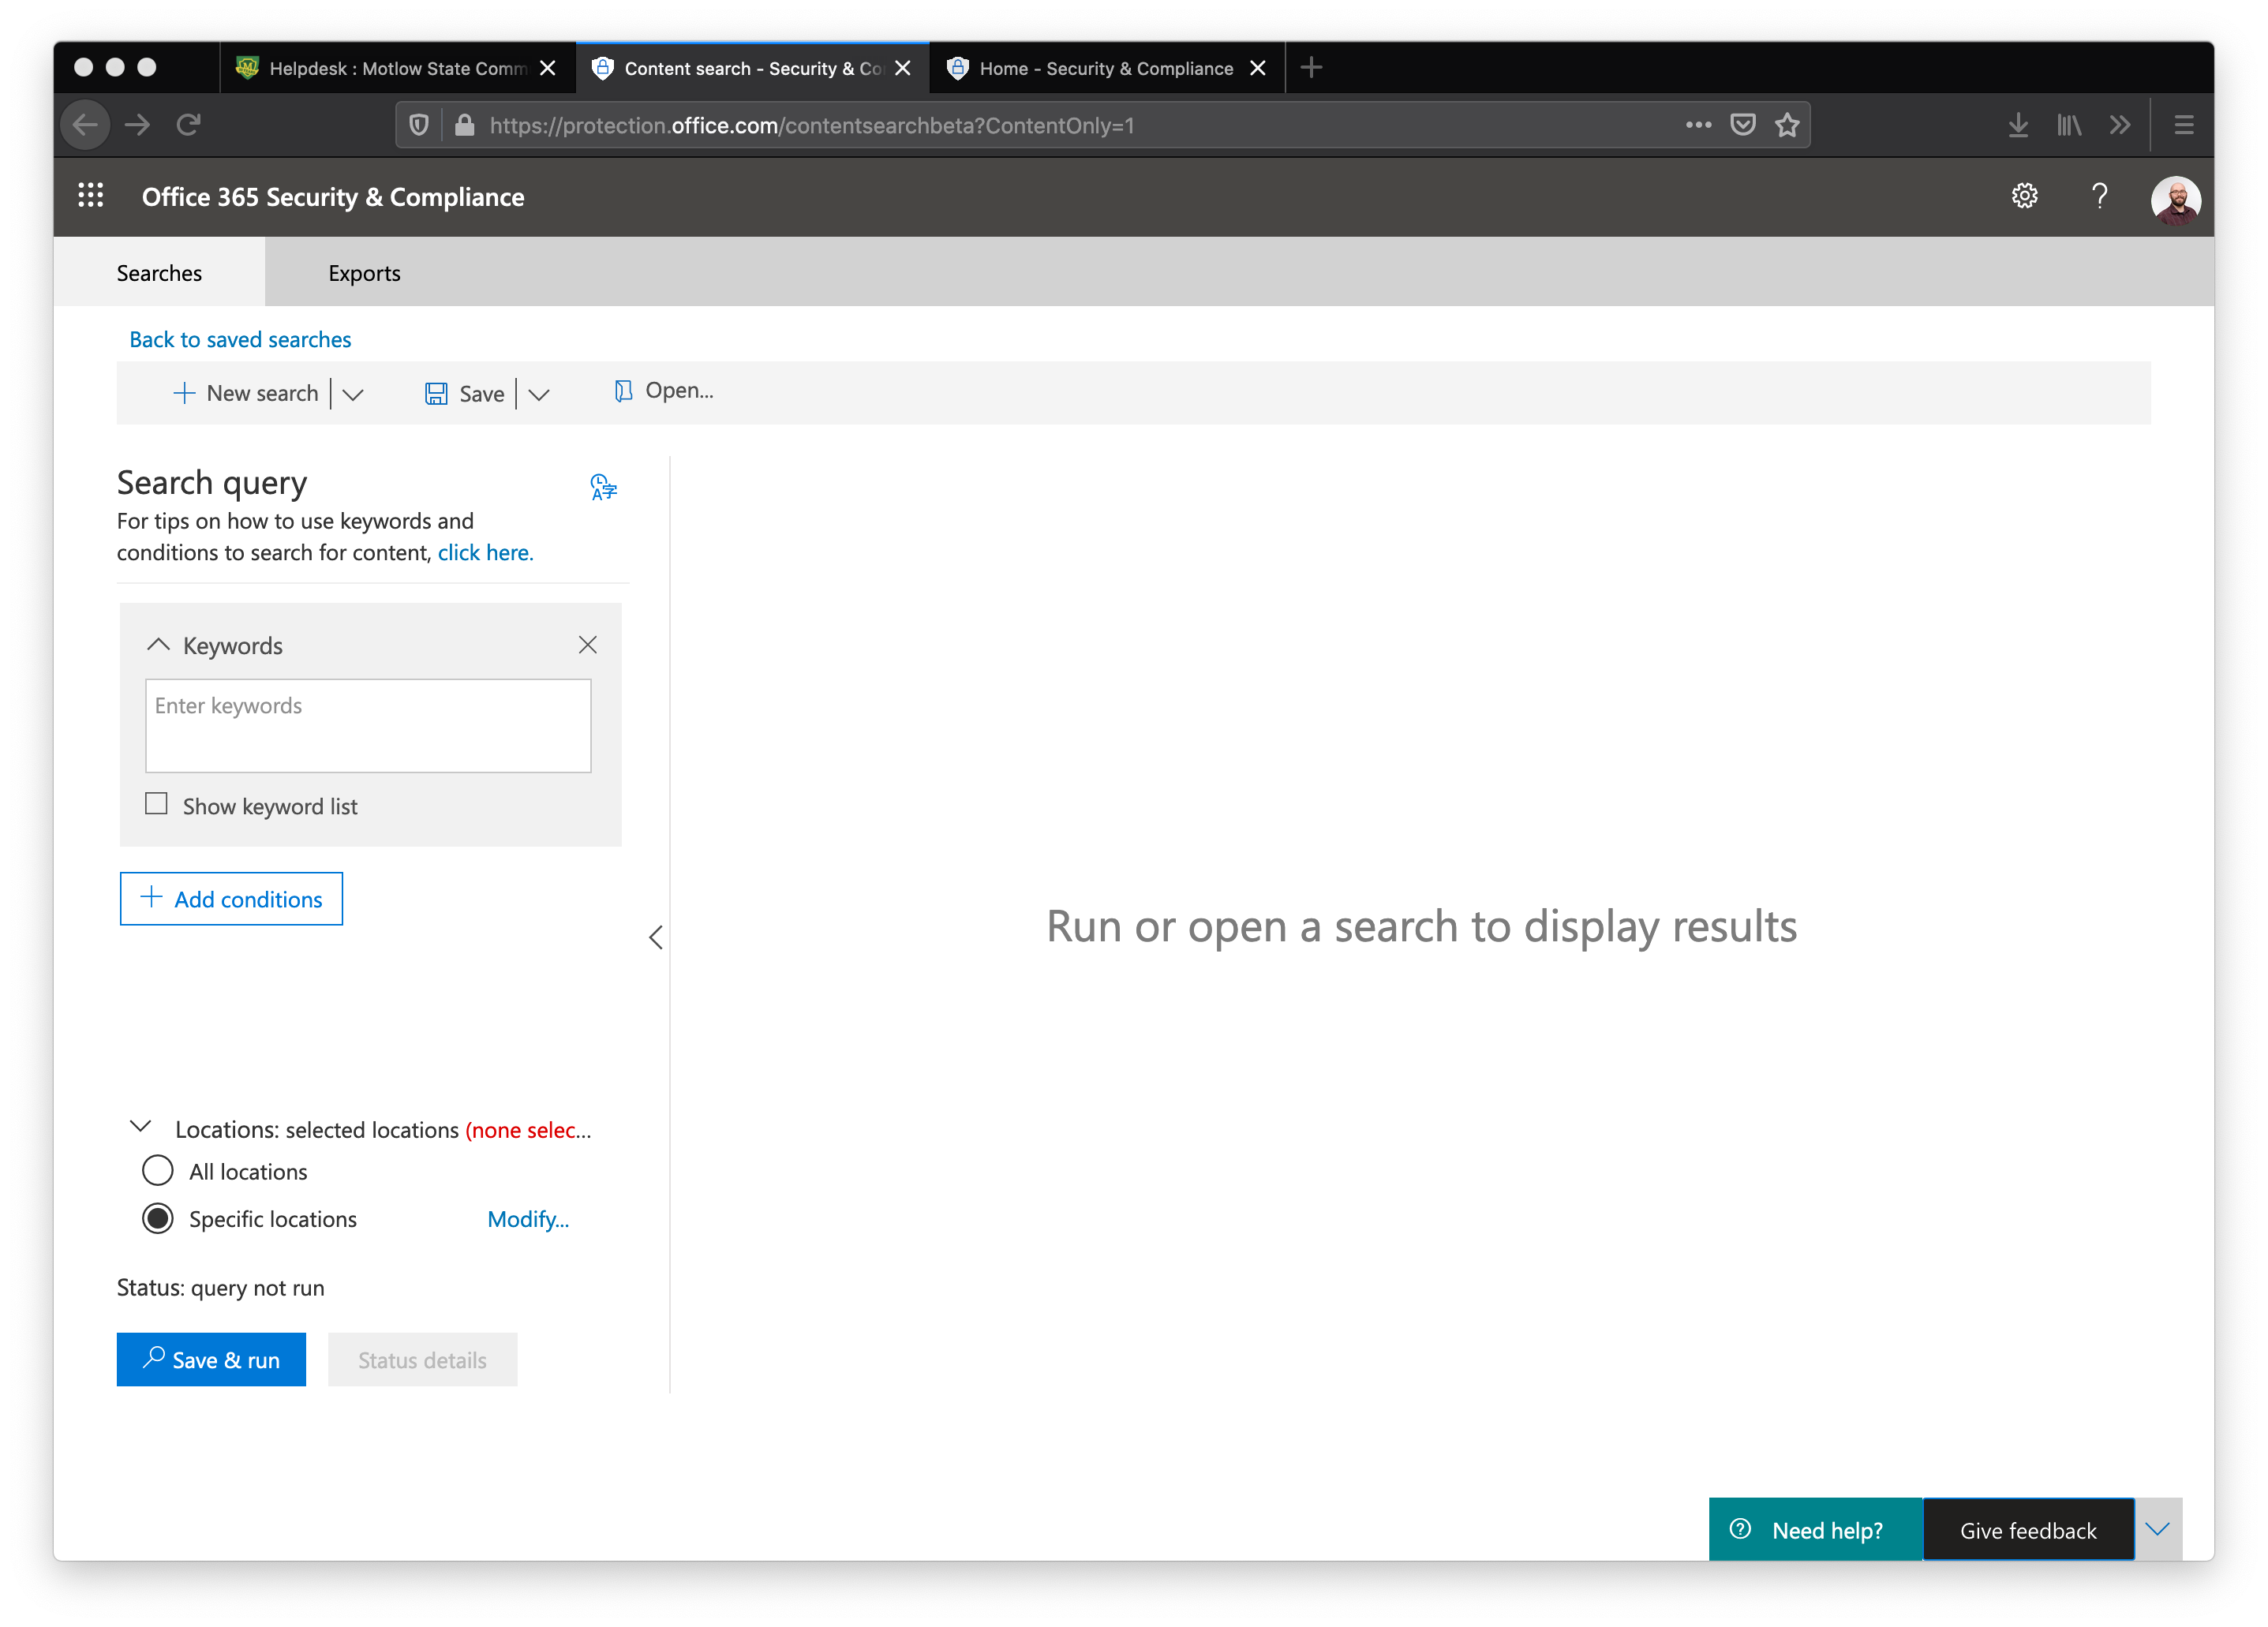 Helpdesk : Motlow State Comm
Content search - Security & Co
Home - Security & Compliance
https://protection.office.com/contentsearchbeta?ContentOnly=1
Office 365 Security & Compliance
Searches
Exports
Back to saved searches
New search
Save
Open...
Search query
For tips on how to use keywords and
conditions to search for content, click here.
Keywords
Enter keywords
Show keyword list
Add conditions
Run or open a search to display results
Locations: selected locations (none selec...
All locations
Specific locations
Modify...
Status: query not run
Save & run
Status details
Need help?
Give feedback